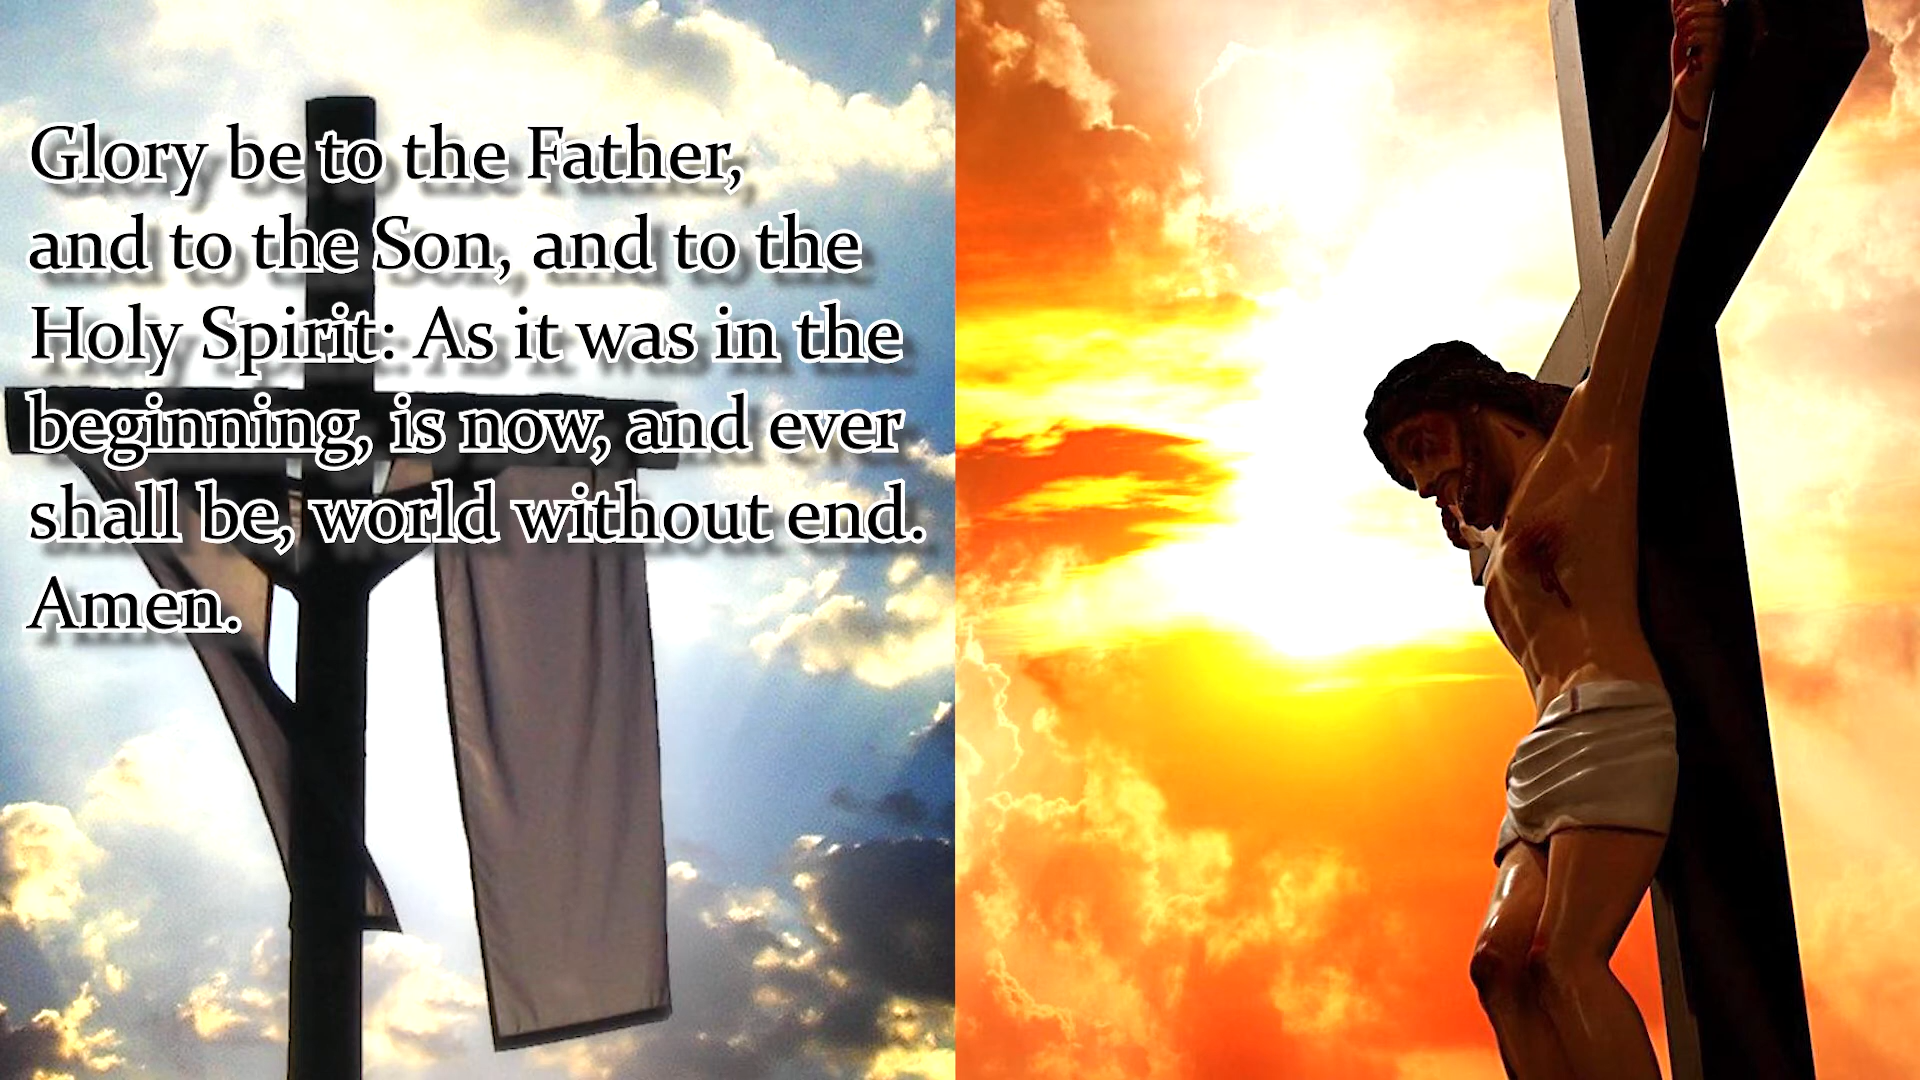 Glory be to the Father,
and to the Son, and to the
Holy Spirit: As it was in the
beginning, is now, and ever
shall be, world without end.
Amen.